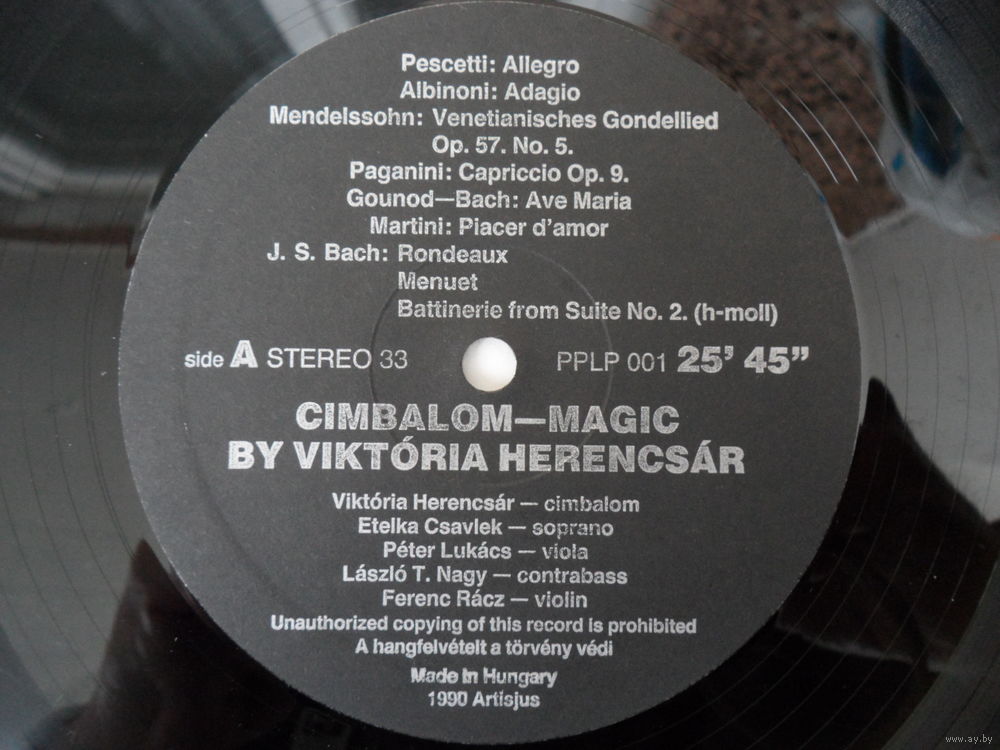 Pescetti: Allegro
Albinoni: Adagio
Mendelssohn: Venetianisches Gondellied
Op. 57. No. 5.
Paganini: Capriccio Op. 9.
Gounod—Bach: Ave Maria
Martini: Piacer d'amor
J. S. Bach: Rondeaux
Menuet
Battinerie from Suite No. 2. (h-moll)
side A STEREO 33 PPLP 001 25' 45"
CIMBALOM—MAGIC
BY VIKTÓRIA HERENCSÁR
Viktória Herencsár — cimbalom
Etelka Csavlek — soprano
Péter Lukács — viola
László T. Nagy — contrabass
Ferenc Rácz — violin
Unauthorized copying of this record is prohibited
A hangfelvételt a törvény védi
Made In Hungary
1990 Artisjus
www.ay.by